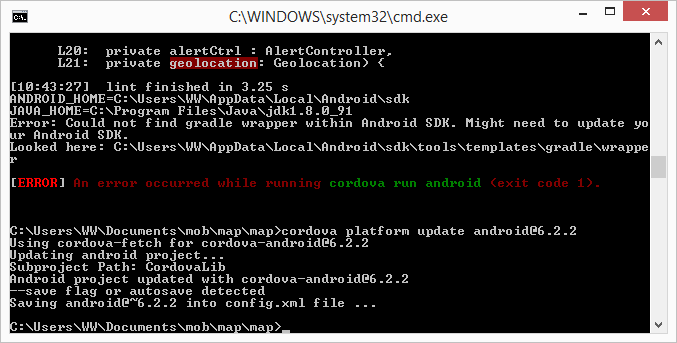 C:\WINDOWS\system32\cmd.exe
L20:  private alertCtrl : AlertController,
L21:  private geolocation: Geolocation) {
[10:43:27]  lint finished in 3.25 s
ANDROID_HOME=C:\Users\WW\AppData\Local\Android\sdk
JAVA_HOME=C:\Program Files\Java\jdk1.8.0_91
Error: Could not find gradle wrapper within Android SDK. Might need to update yo
ur Android SDK.
Looked here: C:\Users\WW\AppData\Local\Android\sdk\tools\templates\gradle\wrappe
r
[ERROR] An error occurred while running cordova run android (exit code 1).
C:\Users\WW\Documents\mob\map\map>cordova platform update android@6.2.2
Using cordova-fetch for cordova-android@6.2.2
Updating android project...
Subproject Path: CordovaLib
Android project updated with cordova-android@6.2.2
--save flag or autosave detected
Saving android@~6.2.2 into config.xml file ...
C:\Users\WW\Documents\mob\map\map>_